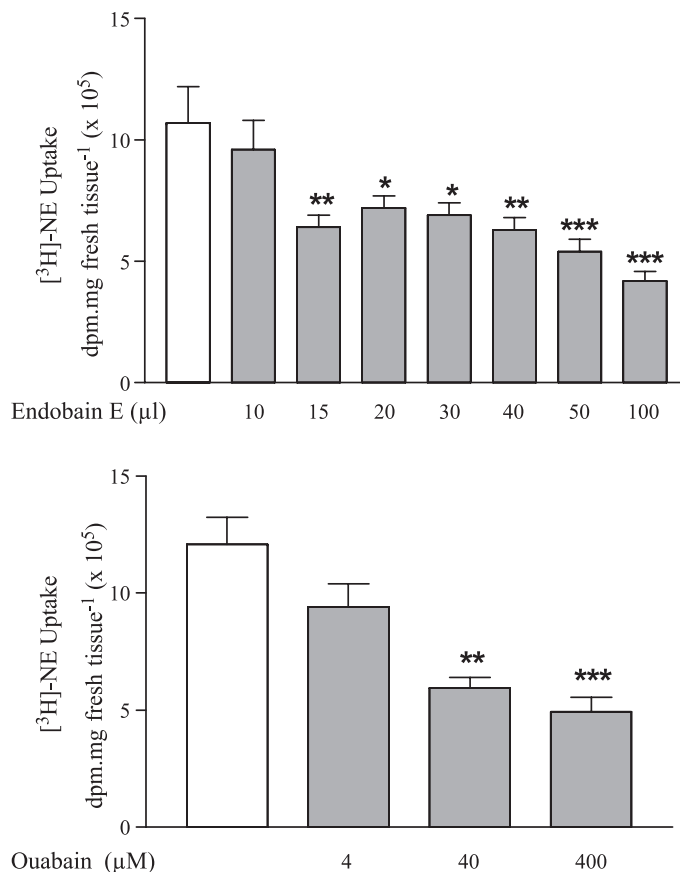 15
10
5
0
[³H]-NE Uptake
dpm.mg fresh tissue⁻¹ (x 10⁵)
** * * ** *** ***
Endobain E (µl) 10 15 20 30 40 50 100
15
10
5
0
[³H]-NE Uptake
dpm.mg fresh tissue⁻¹ (x 10⁵)
** ***
Ouabain (µM) 4 40 400